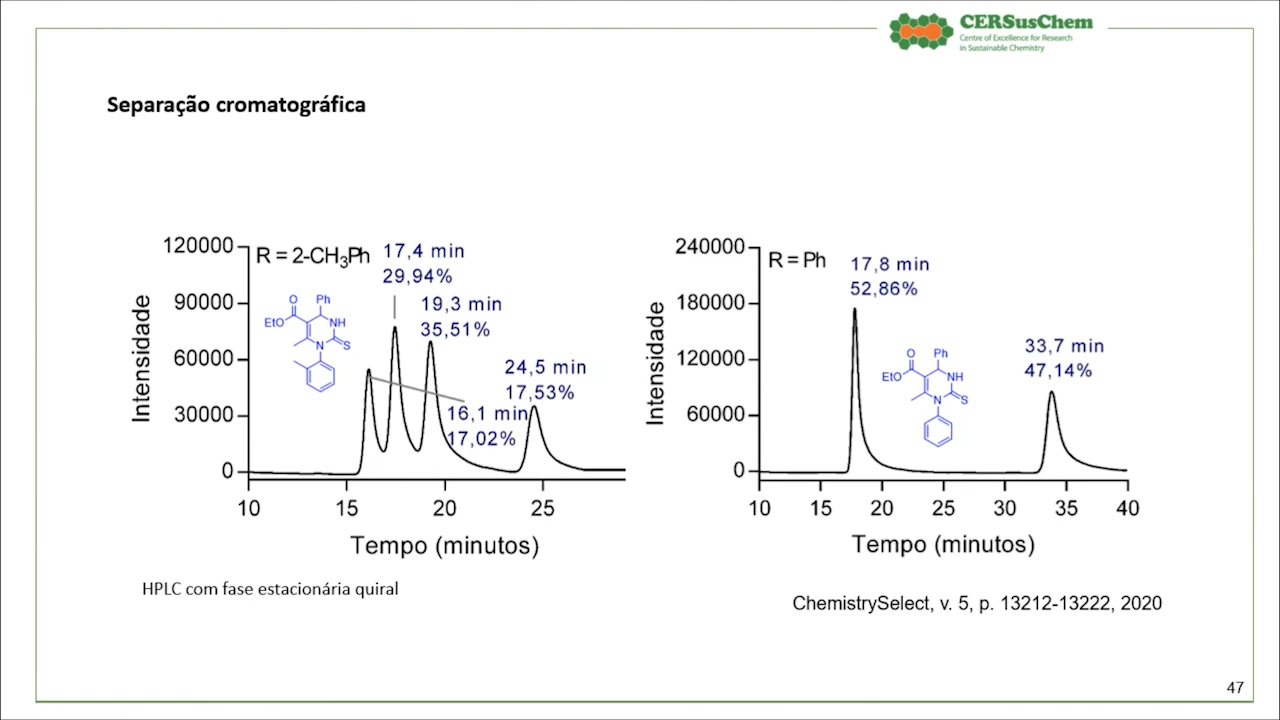 CERSusChem
Centre of Excellence for Research
in Sustainable Chemistry
Separação cromatográfica
Intensidade
120000
90000
60000
30000
0
10
15
20
25
Tempo (minutos)
R = 2-CH₃Ph
17,4 min
29,94%
19,3 min
35,51%
24,5 min
17,53%
16,1 min
17,02%
O
Ph
EtO
NH
N
S
Intensidade
240000
180000
120000
60000
0
10
15
20
25
30
35
40
Tempo (minutos)
R = Ph
17,8 min
52,86%
33,7 min
47,14%
O
Ph
EtO
NH
N
S
HPLC com fase estacionária quiral
ChemistrySelect, v. 5, p. 13212-13222, 2020
47